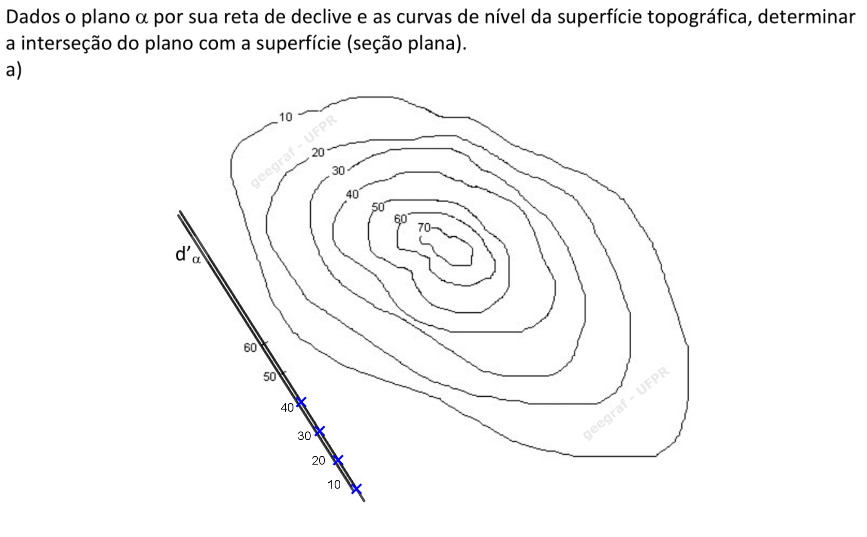 Dados o plano α por sua reta de declive e as curvas de nível da superfície topográfica, determinar
a interseção do plano com a superfície (seção plana).
a)
10
geegraf - UFPR
20
30
40
50
60
70
d'α
60
50
40
30
20
10
geegraf - UFPR